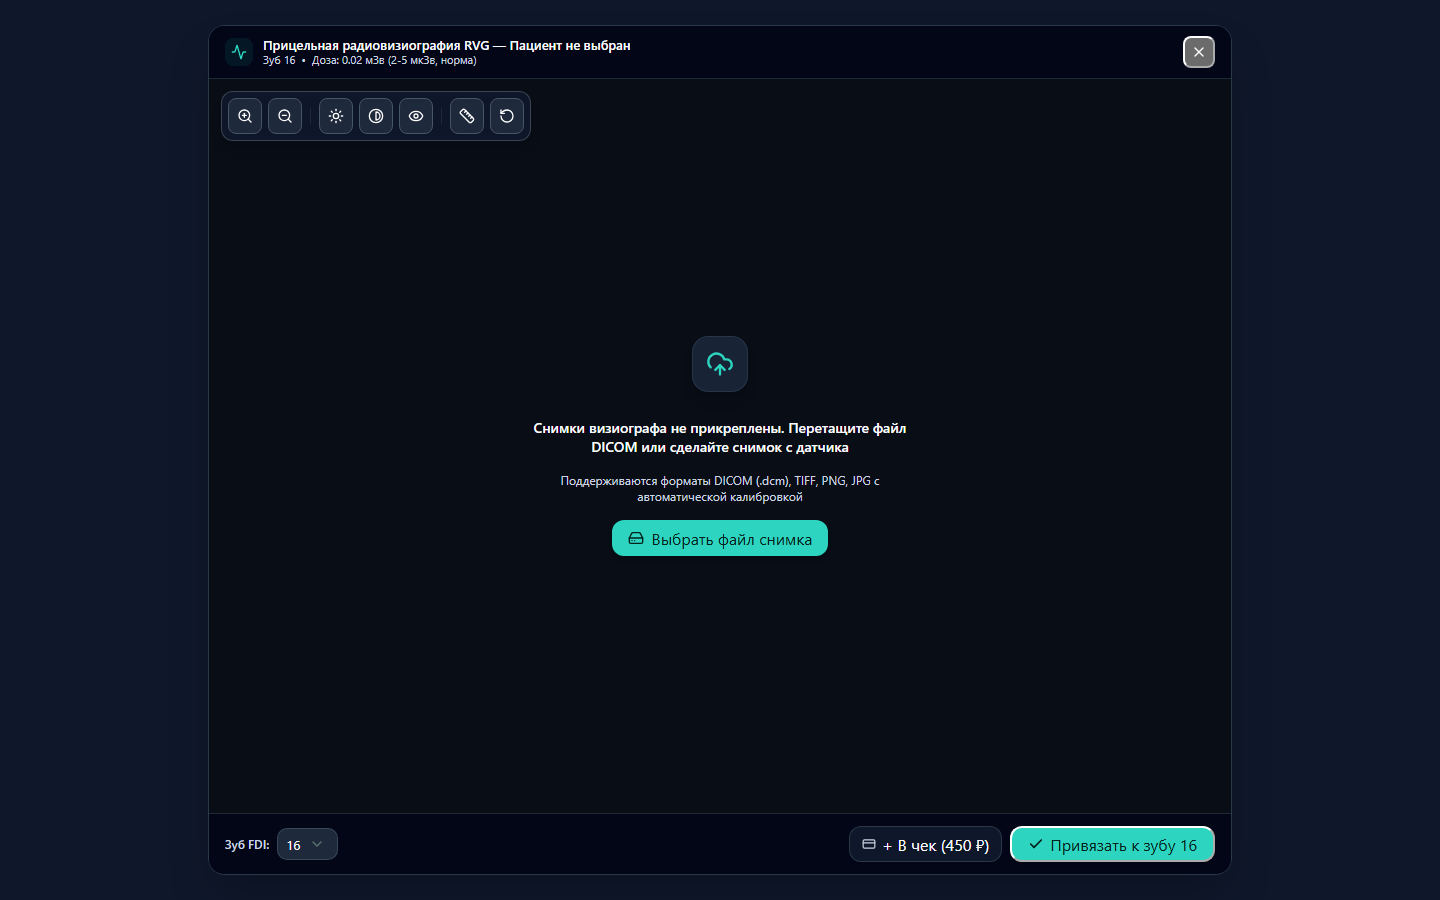 Прицельная радиовизиография RVG — Пациент не выбран
Зуб 16 • Доза: 0.02 мЗв (2-5 мкЗв, норма)
Снимки визиографа не прикреплены. Перетащите файл
DICOM или сделайте снимок с датчика
Поддерживаются форматы DICOM (.dcm), TIFF, PNG, JPG с
автоматической калибровкой
Выбрать файл снимка
Зуб FDI: 16
+ В чек (450 ₽)
Привязать к зубу 16